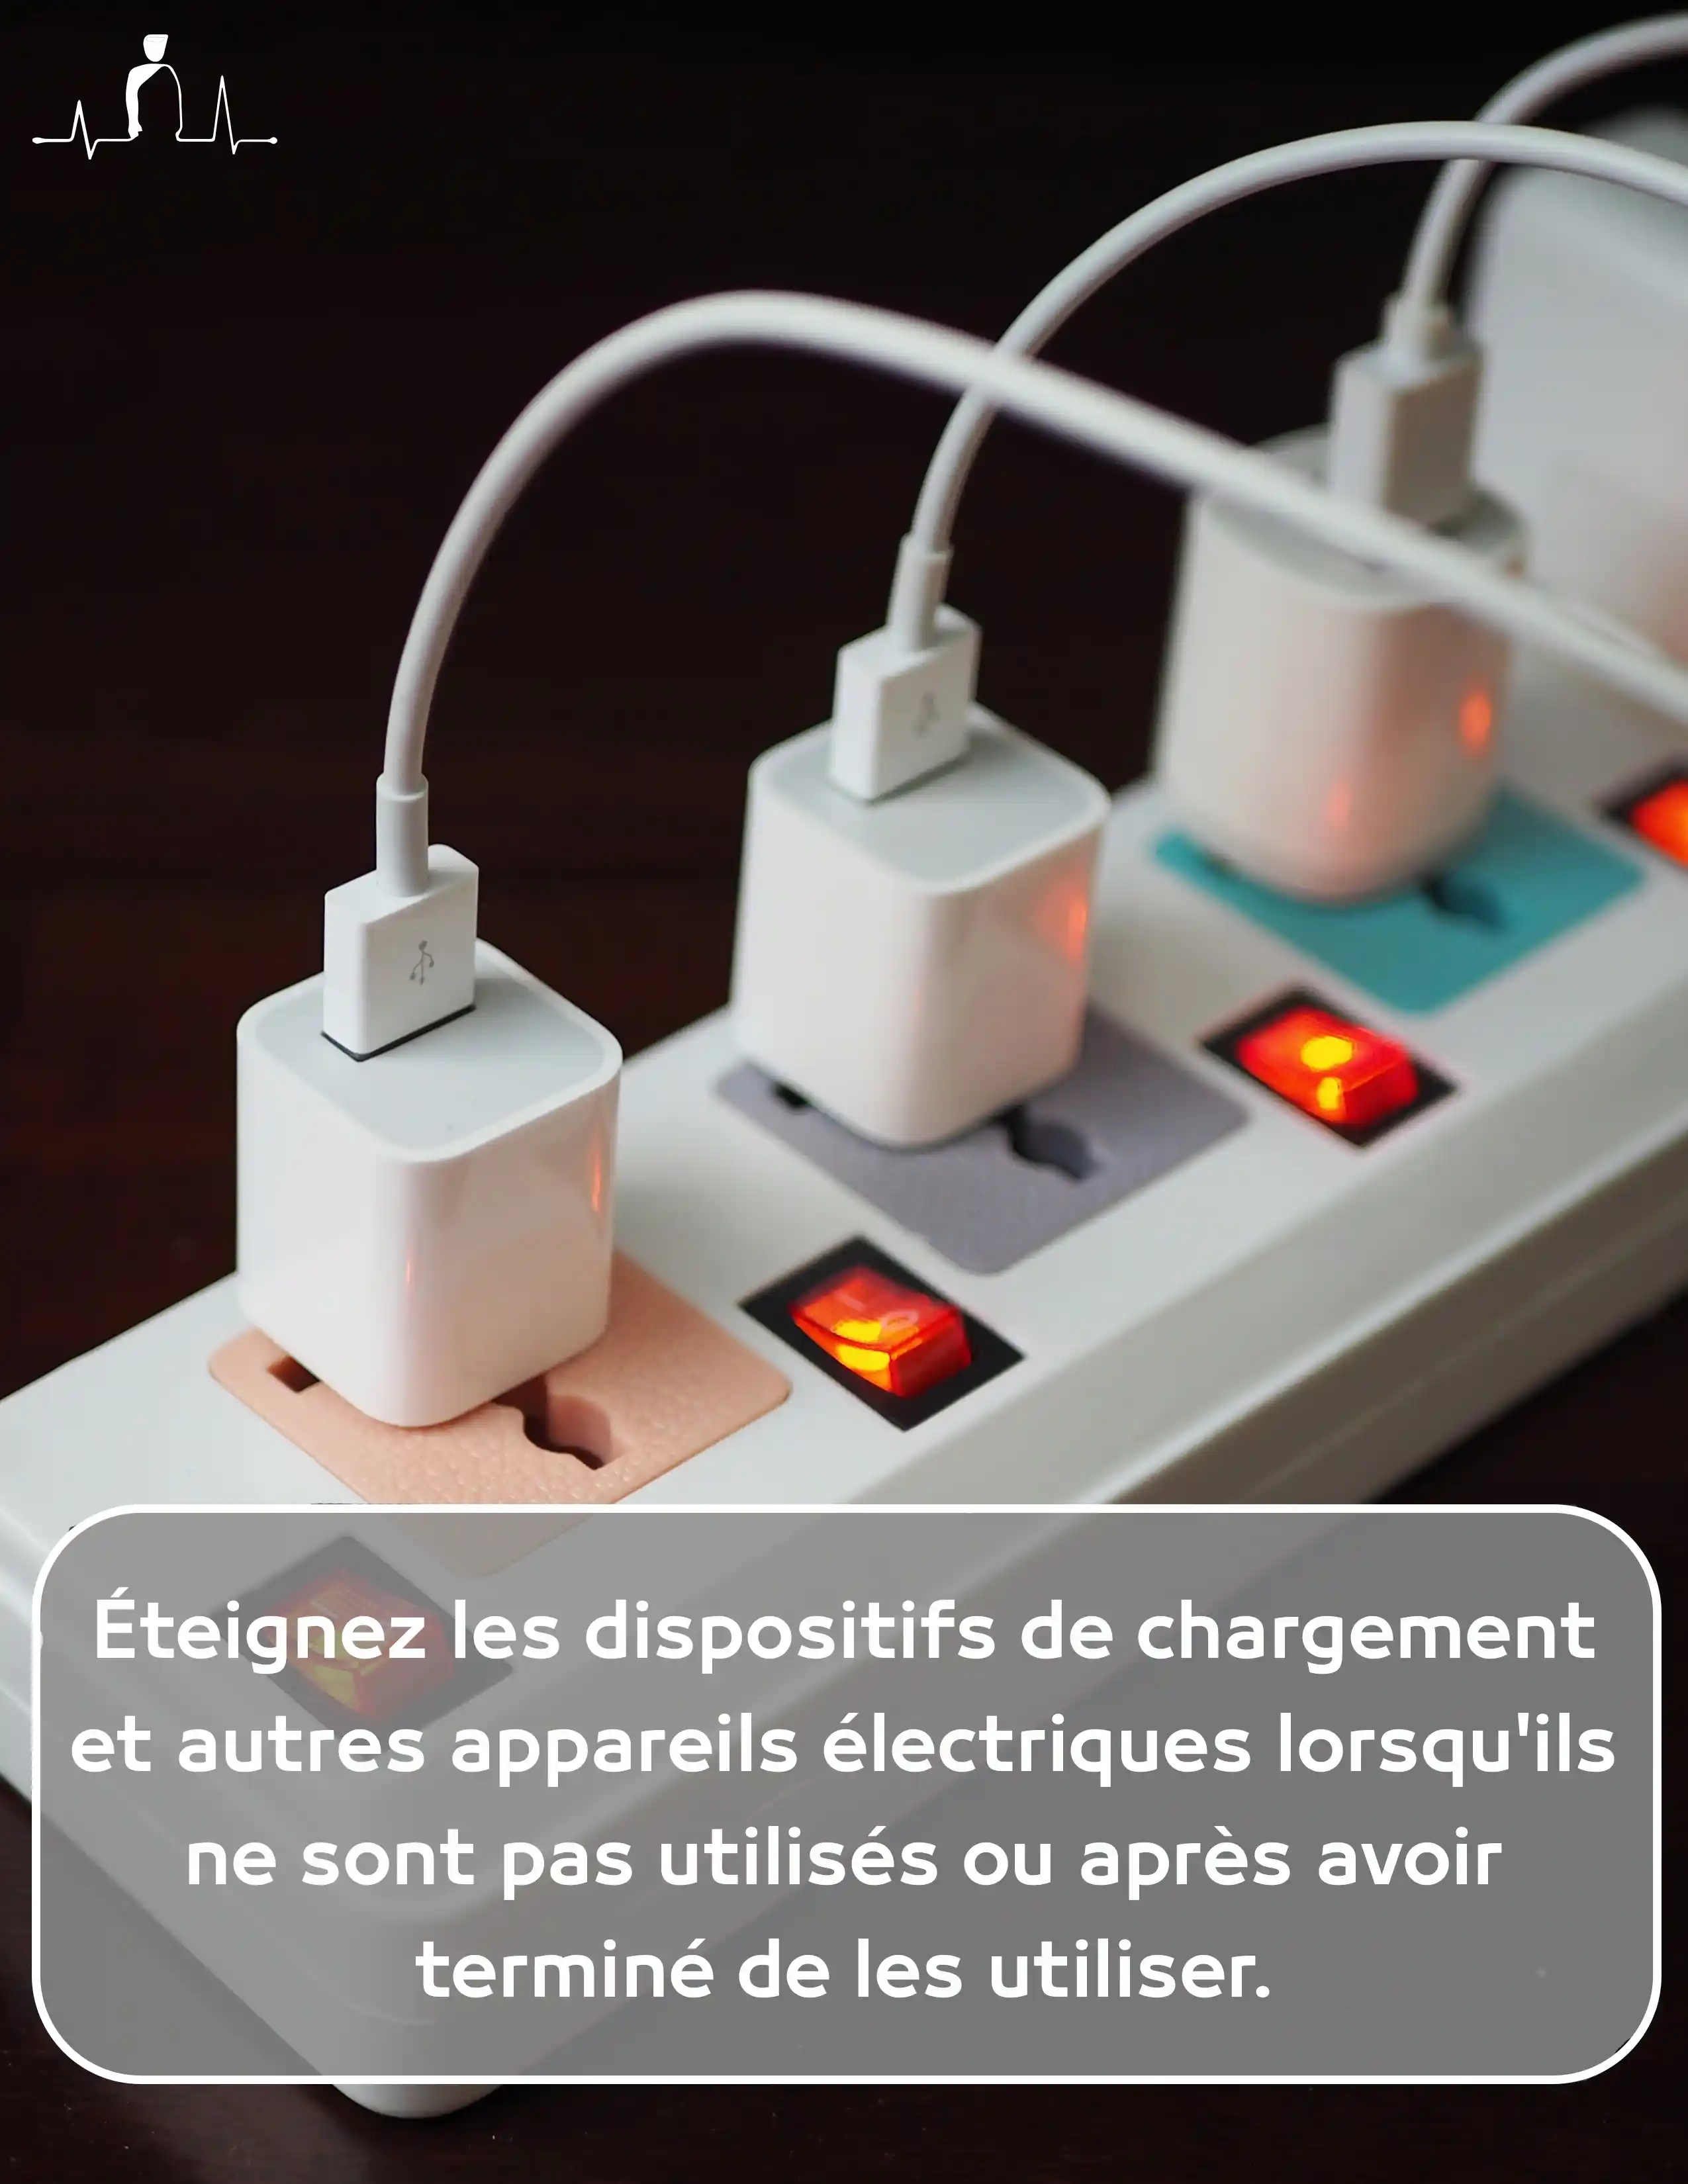 Éteignez les dispositifs de chargement
et autres appareils électriques lorsqu'ils
ne sont pas utilisés ou après avoir
terminé de les utiliser.